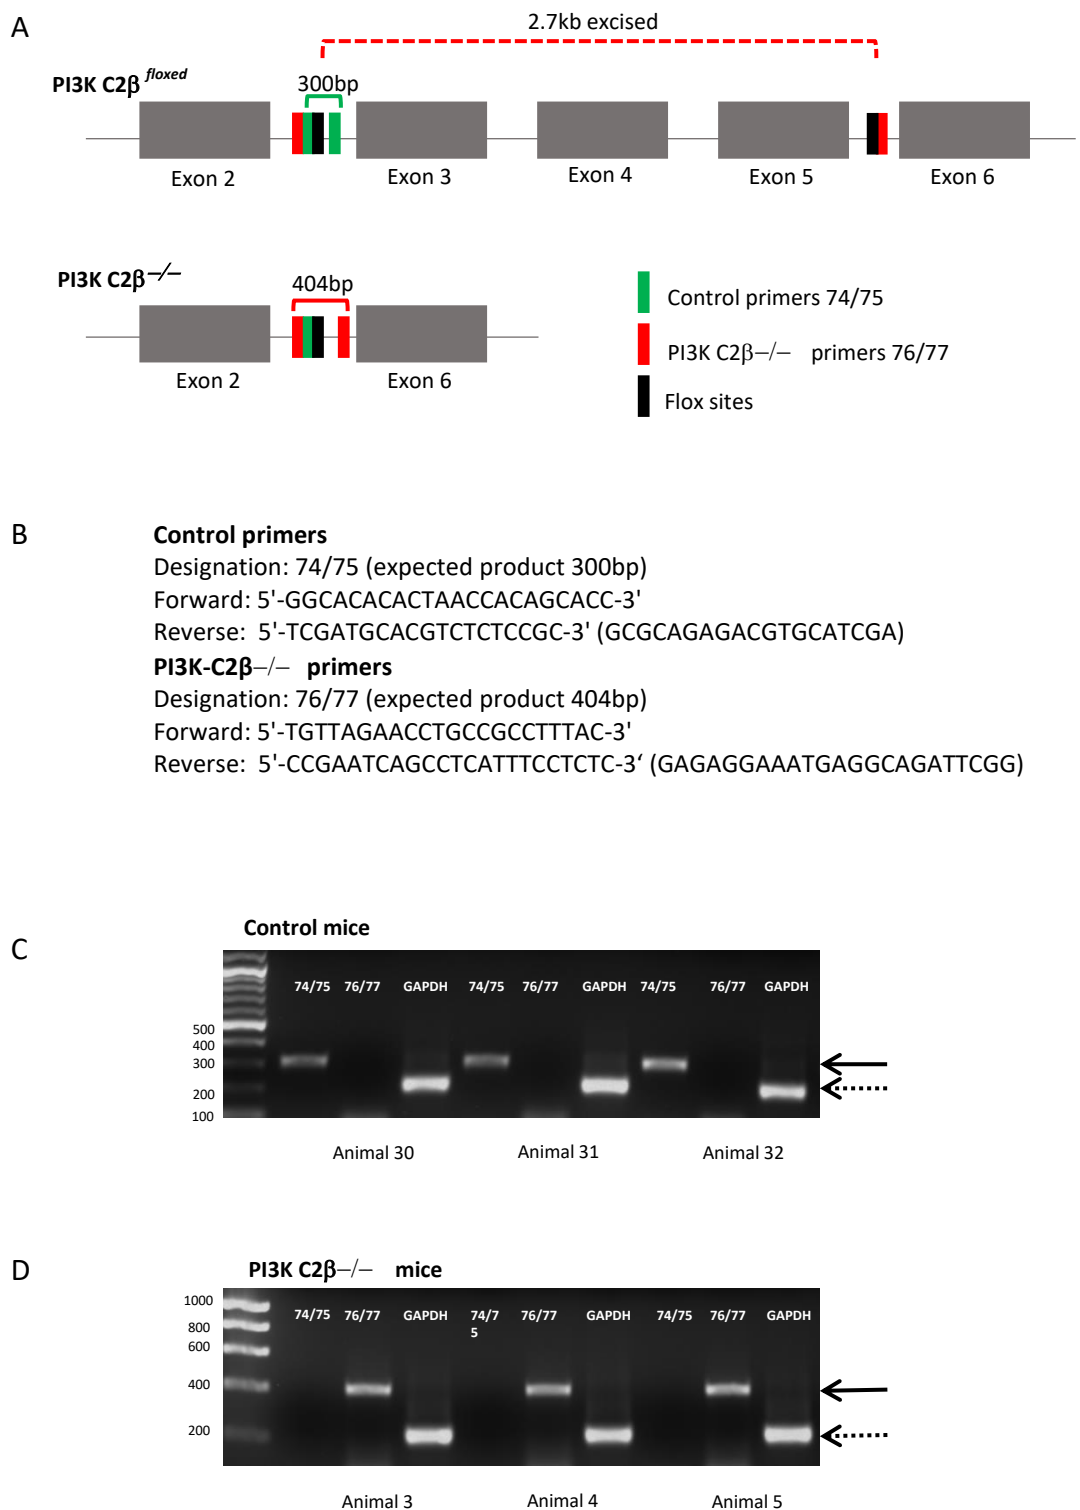 A
2.7kb excised
PI3K C2β floxed
300bp
Exon 2
Exon 3
Exon 4
Exon 5
Exon 6
PI3K C2β−/−
404bp
Exon 2
Exon 6
Control primers 74/75
PI3K C2β−/− primers 76/77
Flox sites
B
Control primers
Designation: 74/75 (expected product 300bp)
Forward: 5'-GGCACACACTAACCACAGCACC-3'
Reverse: 5'-TCGATGCACGTCTCTCCGC-3' (GCGCAGAGACGTGCATCGA)
PI3K-C2β−/− primers
Designation: 76/77 (expected product 404bp)
Forward: 5'-TGTTAGAACCTGCCGCCTTTAC-3'
Reverse: 5'-CCGAATCAGCCTCATTTCCTCTC-3‘ (GAGAGGAAATGAGGCAGATTCGG)
C
Control mice
74/75 76/77 GAPDH 74/75 76/77 GAPDH 74/75 76/77 GAPDH
500
400
300
200
100
Animal 30
Animal 31
Animal 32
D
PI3K C2β−/− mice
74/75 76/77 GAPDH 74/7
5 76/77 GAPDH 74/75 76/77 GAPDH
1000
800
600
400
200
Animal 3
Animal 4
Animal 5